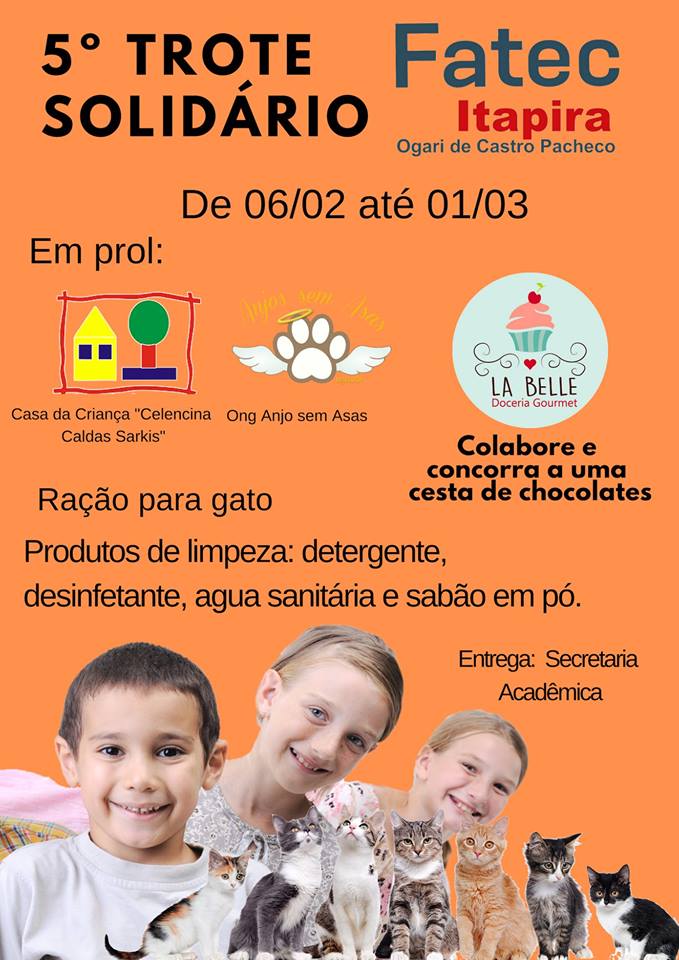 5º TROTE
SOLIDÁRIO
Fatec
Itapira
Ogari de Castro Pacheco
De 06/02 até 01/03
Em prol:
Anjos sem Asas
LA BELLE
Doceria Gourmet
Casa da Criança "Celencina
Caldas Sarkis"
Ong Anjo sem Asas
Colabore e
concorra a uma
cesta de chocolates
Ração para gato
Produtos de limpeza: detergente,
desinfetante, agua sanitária e sabão em pó.
Entrega: Secretaria
Acadêmica